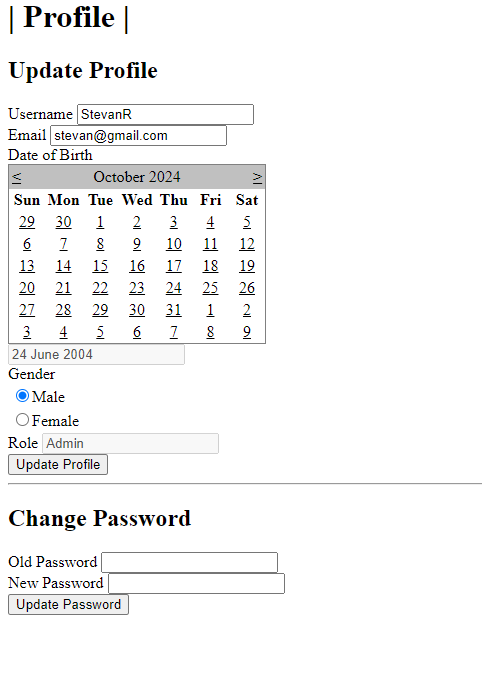 | Profile |
Update Profile
Username StevanR
Email stevan@gmail.com
Date of Birth
< October 2024 >
Sun Mon Tue Wed Thu Fri Sat
29 30 1 2 3 4 5
6 7 8 9 10 11 12
13 14 15 16 17 18 19
20 21 22 23 24 25 26
27 28 29 30 31 1 2
3 4 5 6 7 8 9
24 June 2004
Gender
Male
Female
Role Admin
Update Profile
Change Password
Old Password
New Password
Update Password